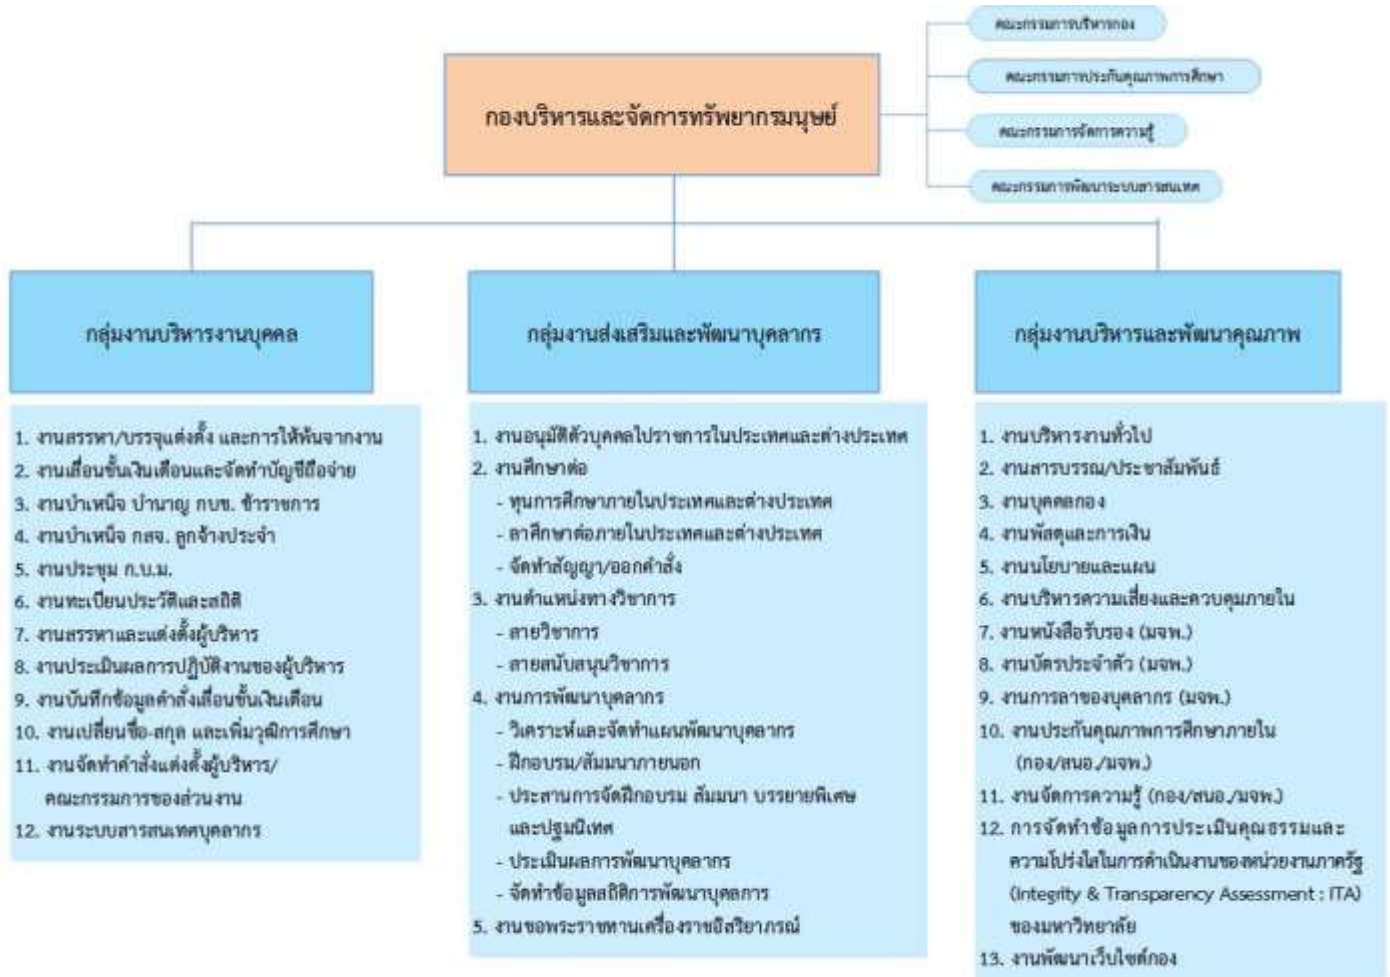 คณะกรรมการบริหารกอง
คณะกรรมการประกันคุณภาพการศึกษา
กองบริหารและจัดการทรัพยากรมนุษย์
คณะกรรมการจัดการความรู้
คณะกรรมการพัฒนาระบบสารสนเทศ
กลุ่มงานบริหารงานบุคคล
1. งานสรรหา/บรรจุแต่งตั้ง และการให้พ้นจากงาน
2. งานเลื่อนขั้นเงินเดือนและจัดทำบัญชีถือจ่าย
3. งานบำเหน็จ บำนาญ กบข. ข้าราชการ
4. งานบำเหน็จ กสจ. ลูกจ้างประจำ
5. งานประชุม ก.บ.ม.
6. งานทะเบียนประวัติและสถิติ
7. งานสรรหาและแต่งตั้งผู้บริหาร
8. งานประเมินผลการปฏิบัติงานของผู้บริหาร
9. งานบันทึกข้อมูลคำสั่งเลื่อนขั้นเงินเดือน
10. งานเปลี่ยนชื่อ-สกุล และเพิ่มวุฒิการศึกษา
11. งานจัดทำคำสั่งแต่งตั้งผู้บริหาร/
คณะกรรมการของส่วนงาน
12. งานระบบสารสนเทศบุคลากร
กลุ่มงานส่งเสริมและพัฒนาบุคลากร
1. งานอนุมัติตัวบุคคลไปราชการในประเทศและต่างประเทศ
2. งานศึกษาต่อ
- ทุนการศึกษาภายในประเทศและต่างประเทศ
- ลาศึกษาต่อภายในประเทศและต่างประเทศ
- จัดทำสัญญา/ออกคำสั่ง
3. งานตำแหน่งทางวิชาการ
- สายวิชาการ
- สายสนับสนุนวิชาการ
4. งานการพัฒนาบุคลากร
- วิเคราะห์และจัดทำแผนพัฒนาบุคลากร
- ฝึกอบรม/สัมมนาภายนอก
- ประสานการจัดฝึกอบรม สัมมนา บรรยายพิเศษ
และปฐมนิเทศ
- ประเมินผลการพัฒนาบุคลากร
- จัดทำข้อมูลสถิติการพัฒนาบุคลการ
5. งานขอพระราชทานเครื่องราชอิสริยาภรณ์
กลุ่มงานบริหารและพัฒนาคุณภาพ
1. งานบริหารงานทั่วไป
2. งานสารบรรณ/ประชาสัมพันธ์
3. งานบุคคลกอง
4. งานพัสดุและการเงิน
5. งานนโยบายและแผน
6. งานบริหารความเสี่ยงและควบคุมภายใน
7. งานหนังสือรับรอง (มจพ.)
8. งานบัตรประจำตัว (มจพ.)
9. งานการลาของบุคลากร (มจพ.)
10. งานประกันคุณภาพการศึกษาภายใน
(กอง/สนอ./มจพ.)
11. งานจัดการความรู้ (กอง/สนอ./มจพ.)
12. การจัดทำข้อมูลการประเมินคุณธรรมและ
ความโปร่งใสในการดำเนินงานของหน่วยงานภาครัฐ
(Integrity & Transparency Assessment : ITA)
ของมหาวิทยาลัย
13. งานพัฒนาเว็บไซต์กอง